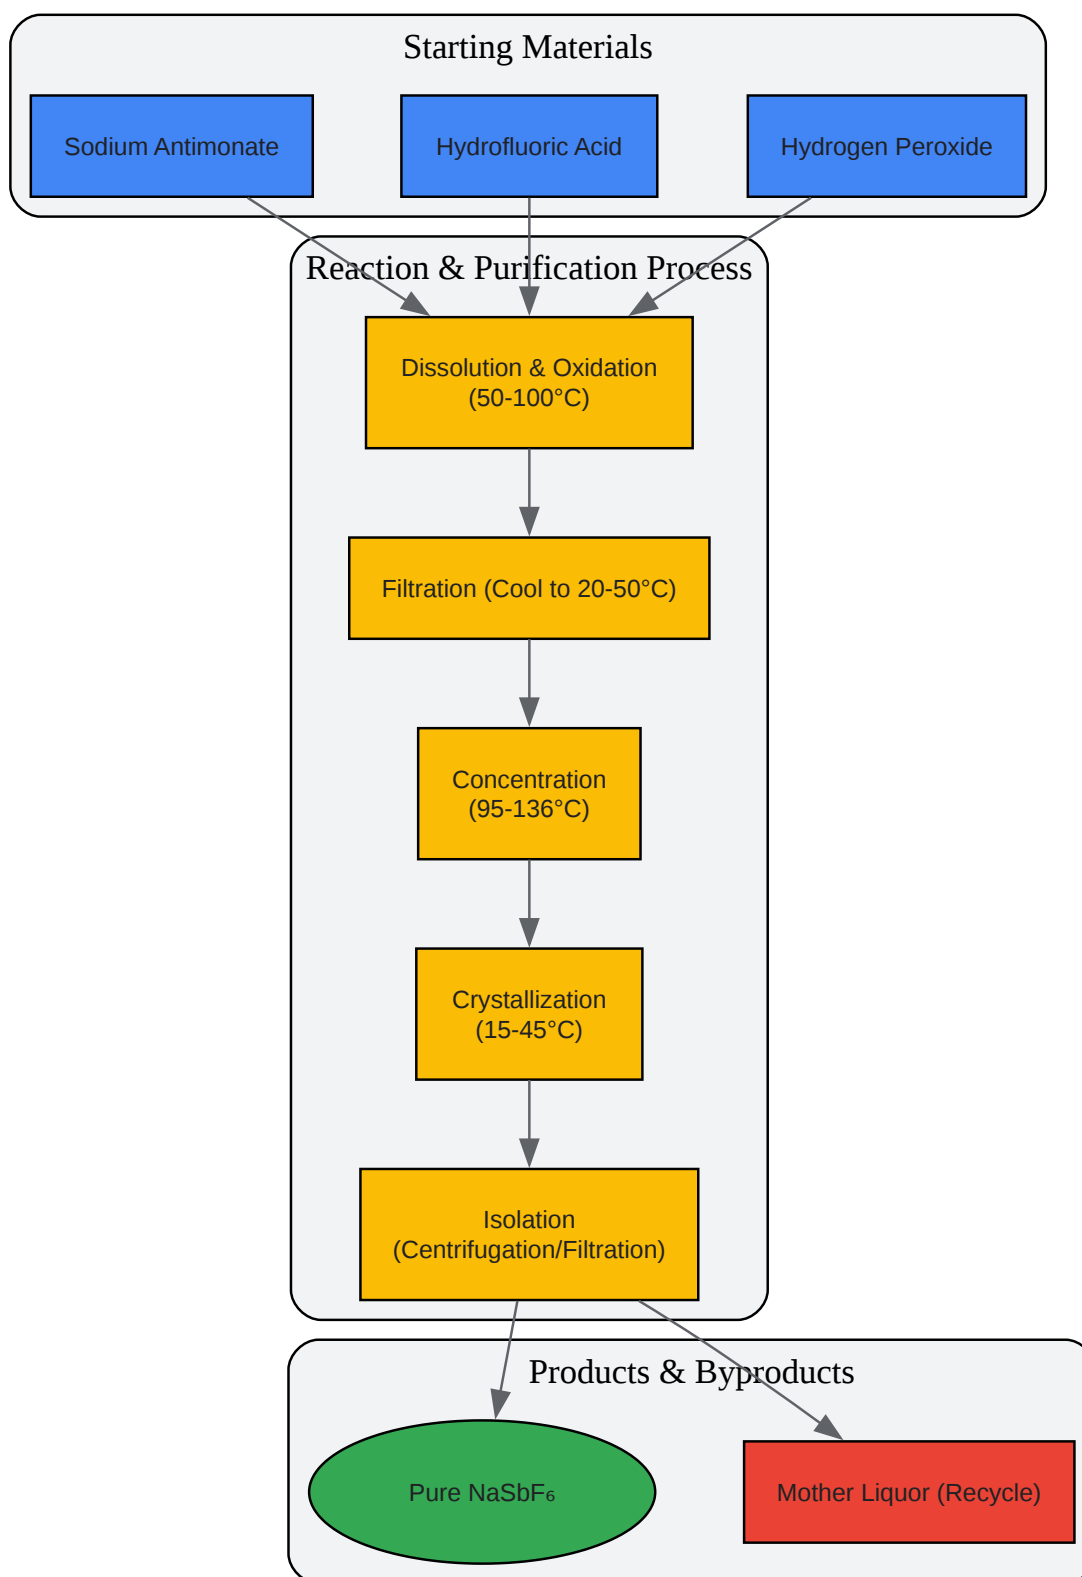 Starting Materials
Sodium Antimonate
Hydrofluoric Acid
Hydrogen Peroxide
Reaction & Purification Process
Dissolution & Oxidation
(50-100°C)
Filtration (Cool to 20-50°C)
Concentration
(95-136°C)
Crystallization
(15-45°C)
Isolation
(Centrifugation/Filtration)
Products & Byproducts
Pure NaSbF₆
Mother Liquor (Recycle)